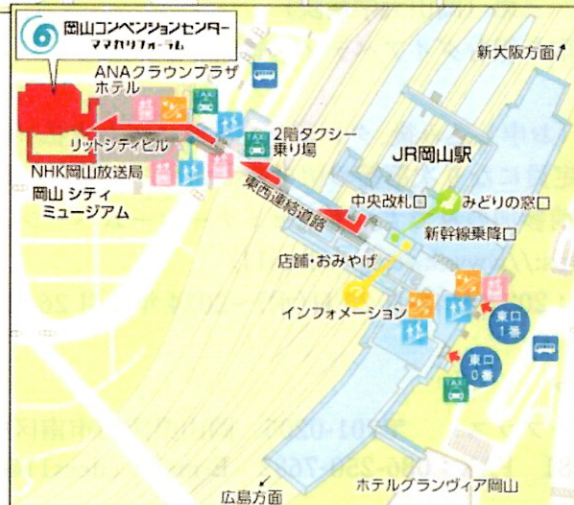 岡山コンベンションセンター
ママカリフォーラム
新大阪方面
ANAクラウンプラザ
ホテル
TAXI
リットシティビル
TAXI
2階タクシー
乗り場
JR岡山駅
NHK岡山放送局
岡山 シティ
ミュージアム
東西連絡道路
中央改札口
みどりの窓口
新幹線乗降口
店舗・おみやげ
?
インフォメーション
東口
1番
東口
0番
TAXI
ホテルグランヴィア岡山
広島方面